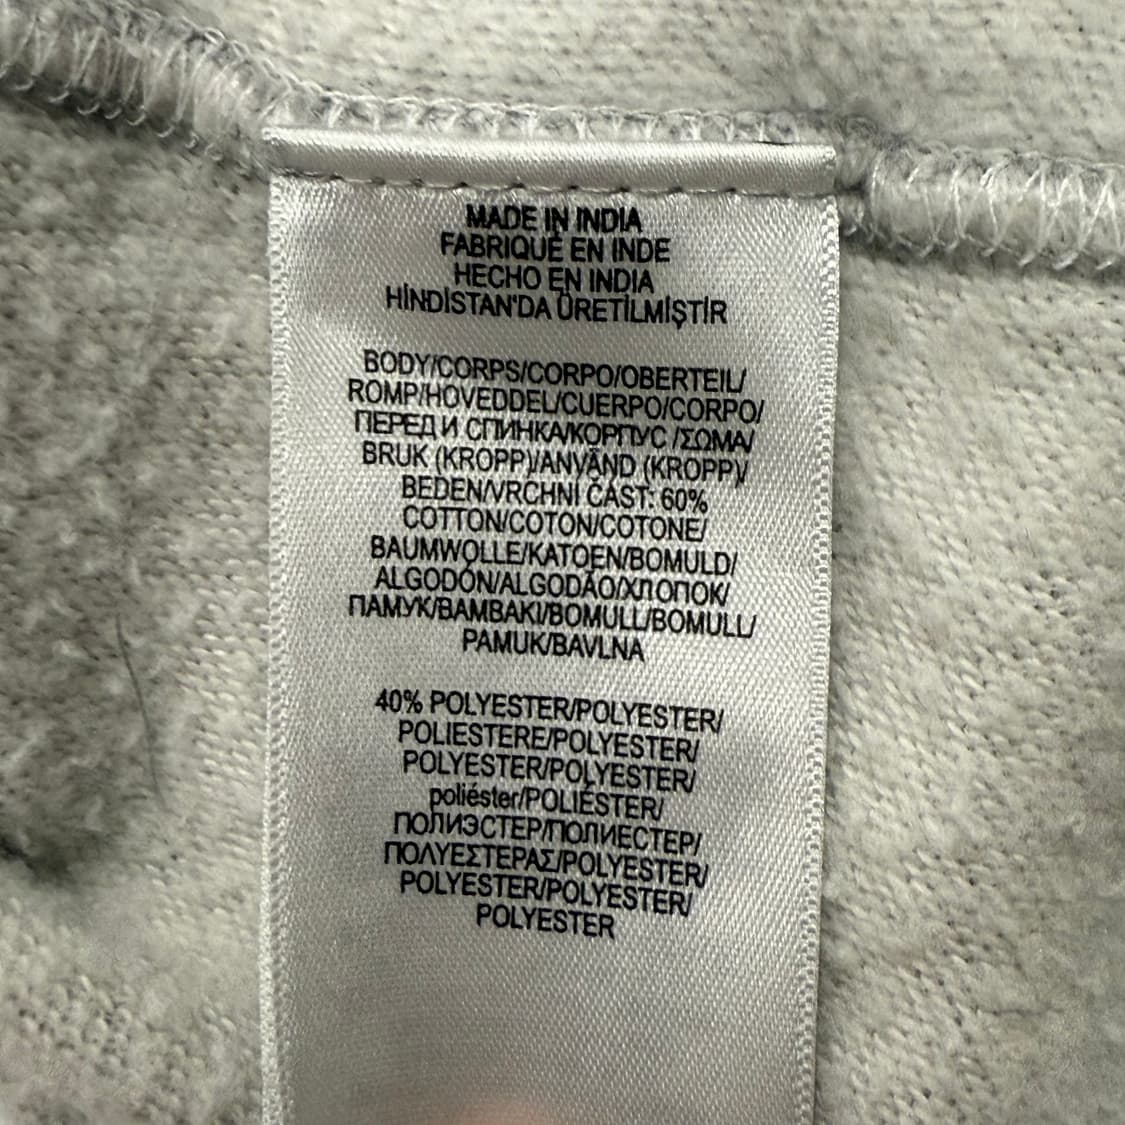 MADE IN INDIA
FABRIQUÉ EN INDE
HECHO EN INDIA
HİNDİSTAN'DA ÜRETİLMİŞTİR
BODY/CORPS/CORPO/OBERTEIL/
ROMP/HOVEDDEL/CUERPO/CORPO/
ПЕРЕД И СПИНКА/КОРПУС /ΣΩΜΑ/
BRUK (KROPP)/ANVÄND (KROPP)/
BEDEN/VRCHNÍ ČÁST: 60%
COTTON/COTON/COTONE/
BAUMWOLLE/KATOEN/BOMULD/
ALGODÓN/ALGODÃO/ХЛОПОК/
ПАМУК/BAMBAKI/BOMULL/BOMULL/
PAMUK/BAVLNA
40% POLYESTER/POLYESTER/
POLIESTERE/POLYESTER/
POLYESTER/POLYESTER/
poliéster/POLIÉSTER/
ПОЛИЭСТЕР/ПОЛИЕСТЕР/
ΠΟΛΥΕΣΤΕΡΑΣ/POLYESTER/
POLYESTER/POLYESTER/
POLYESTER